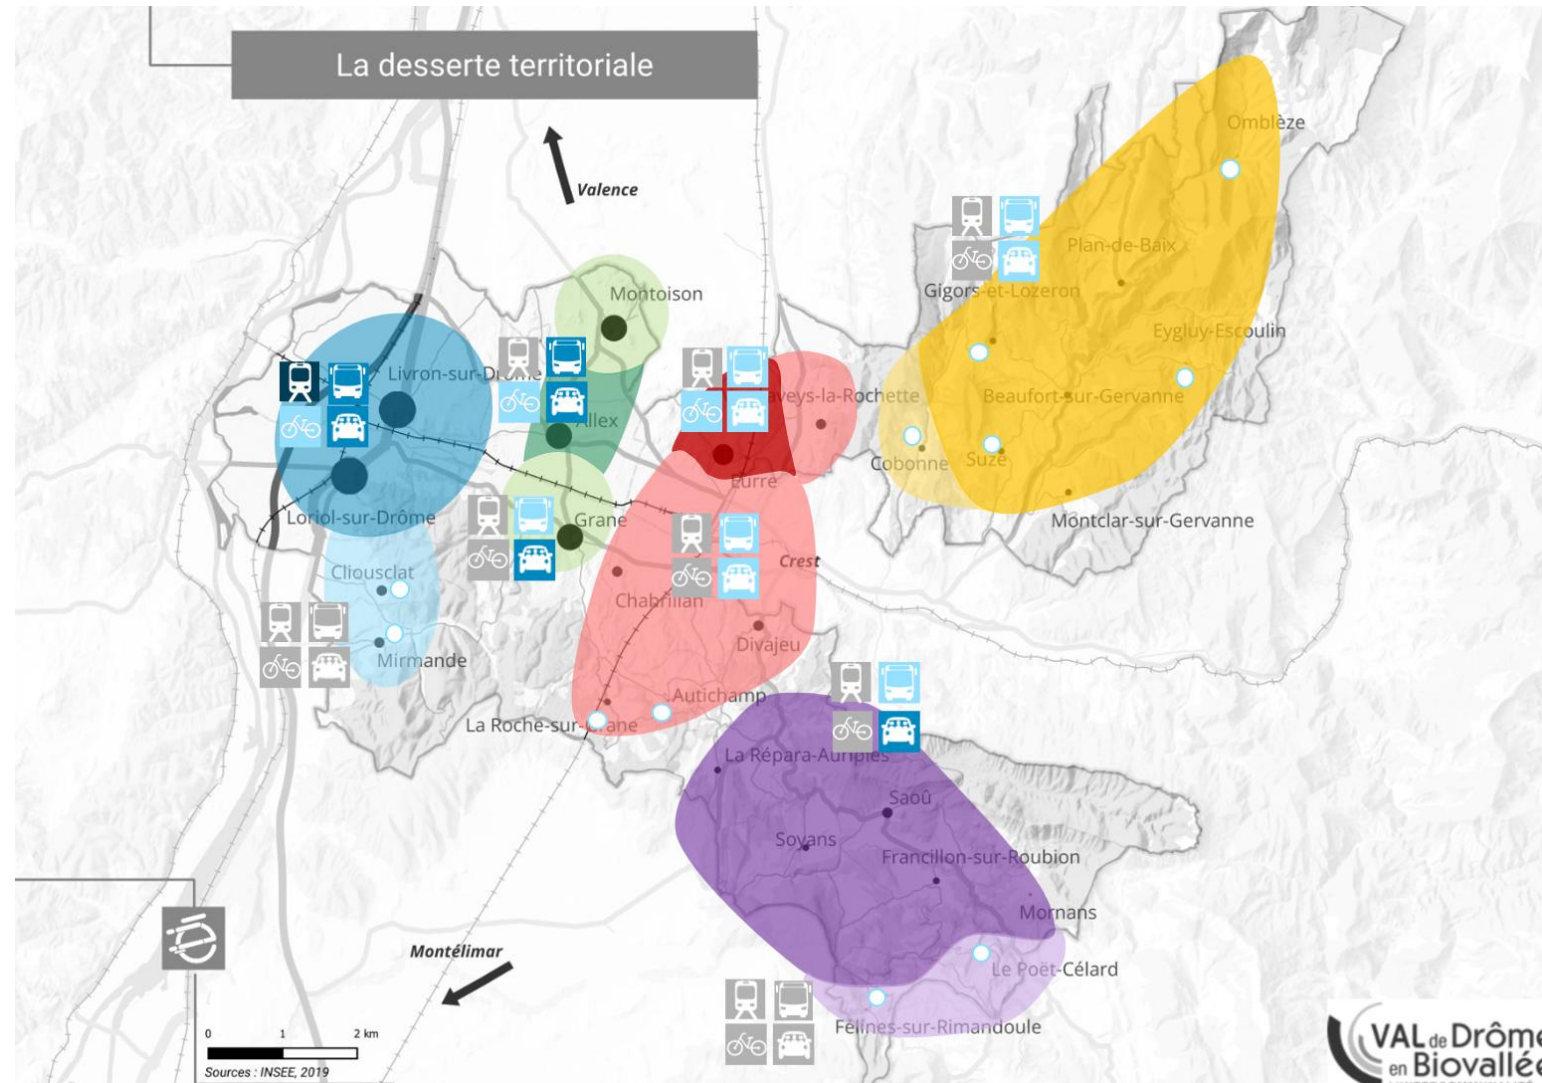 La desserte territoriale
Valence
Omblèze
Plan-de-Baix
Montoison
Gigors-et-Lozeron
Eygluy-Escoulin
Livron-sur-Drôme
aveys-la-Rochette
Beaufort-sur-Gervanne
Allex
Cobonne
Suze
Eurre
Loriol-sur-Drôme
Grane
Montclar-sur-Gervanne
Crest
Cliousclat
Chabrillan
Divajeu
Mirmande
Autichamp
La Roche-sur-Grane
La Répara-Auriples
Saoû
Soyans
Francillon-sur-Roubion
Mornans
Montélimar
Le Poët-Célard
Félines-sur-Rimandoule
0 1 2 km
Sources : INSEE, 2019
VAL de Drôme
en Biovallée